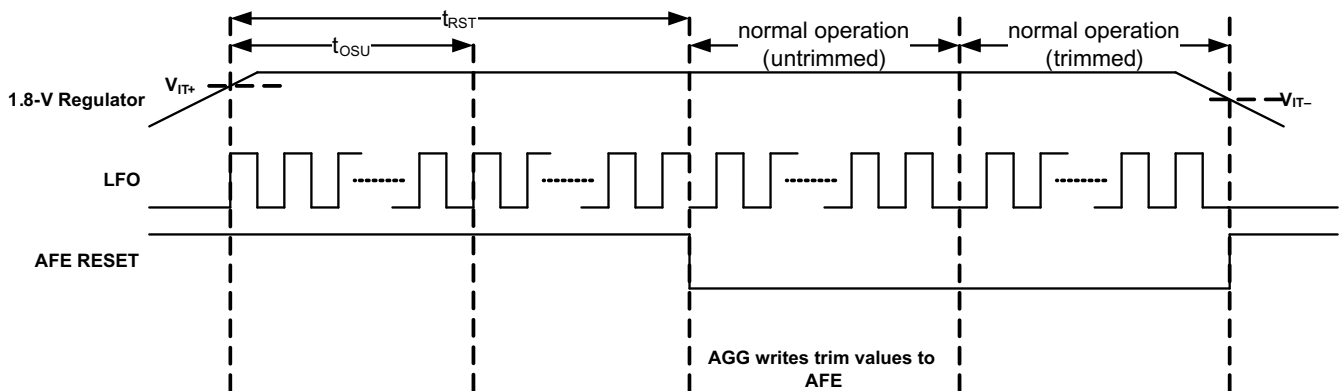 tRST
tOSU
normal operation
(untrimmed)
normal operation
(trimmed)
VIT+
1.8-V Regulator
VIT–
LFO
AFE RESET
AGG writes trim values to
AFE